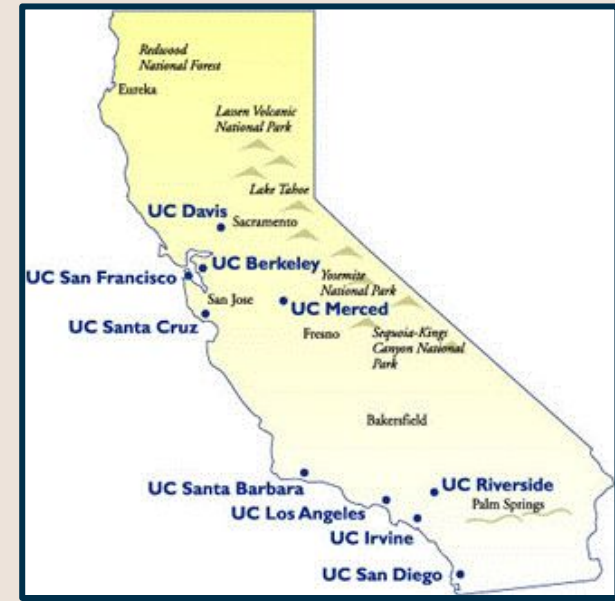 Redwood
National Forest
Eureka
Lassen Volcanic
National Park
Lake Tahoe
UC Davis
Sacramento
UC Berkeley
UC San Francisco
Yosemite
National Park
San Jose
UC Merced
UC Santa Cruz
Fresno
Sequoia-Kings
Canyon National
Park
Bakersfield
UC Santa Barbara
UC Riverside
Palm Springs
UC Los Angeles
UC Irvine
UC San Diego